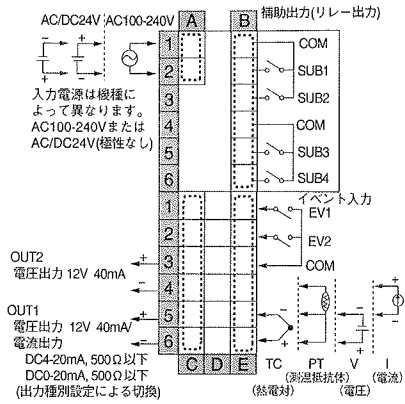 AC/DC24V AC100-240V
A
B
補助出力(リレー出力)
1
2
3
4
5
6
COM
SUB1
SUB2
COM
SUB3
SUB4
入力電源は機種に
よって異なります。
AC100-240Vまたは
AC/DC24V(極性なし)
1
2
3
4
5
6
イベント入力
EV1
EV2
COM
OUT2
電圧出力 12V 40mA
+
-
OUT1
電圧出力 12V 40mA/
電流出力
+
-
DC4-20mA, 500Ω以下
DC0-20mA, 500Ω以下
(出力種別設定による切換)
C
D
E
TC
PT
V
I
(熱電対)
(測温抵抗体)
(電圧)
(電流)